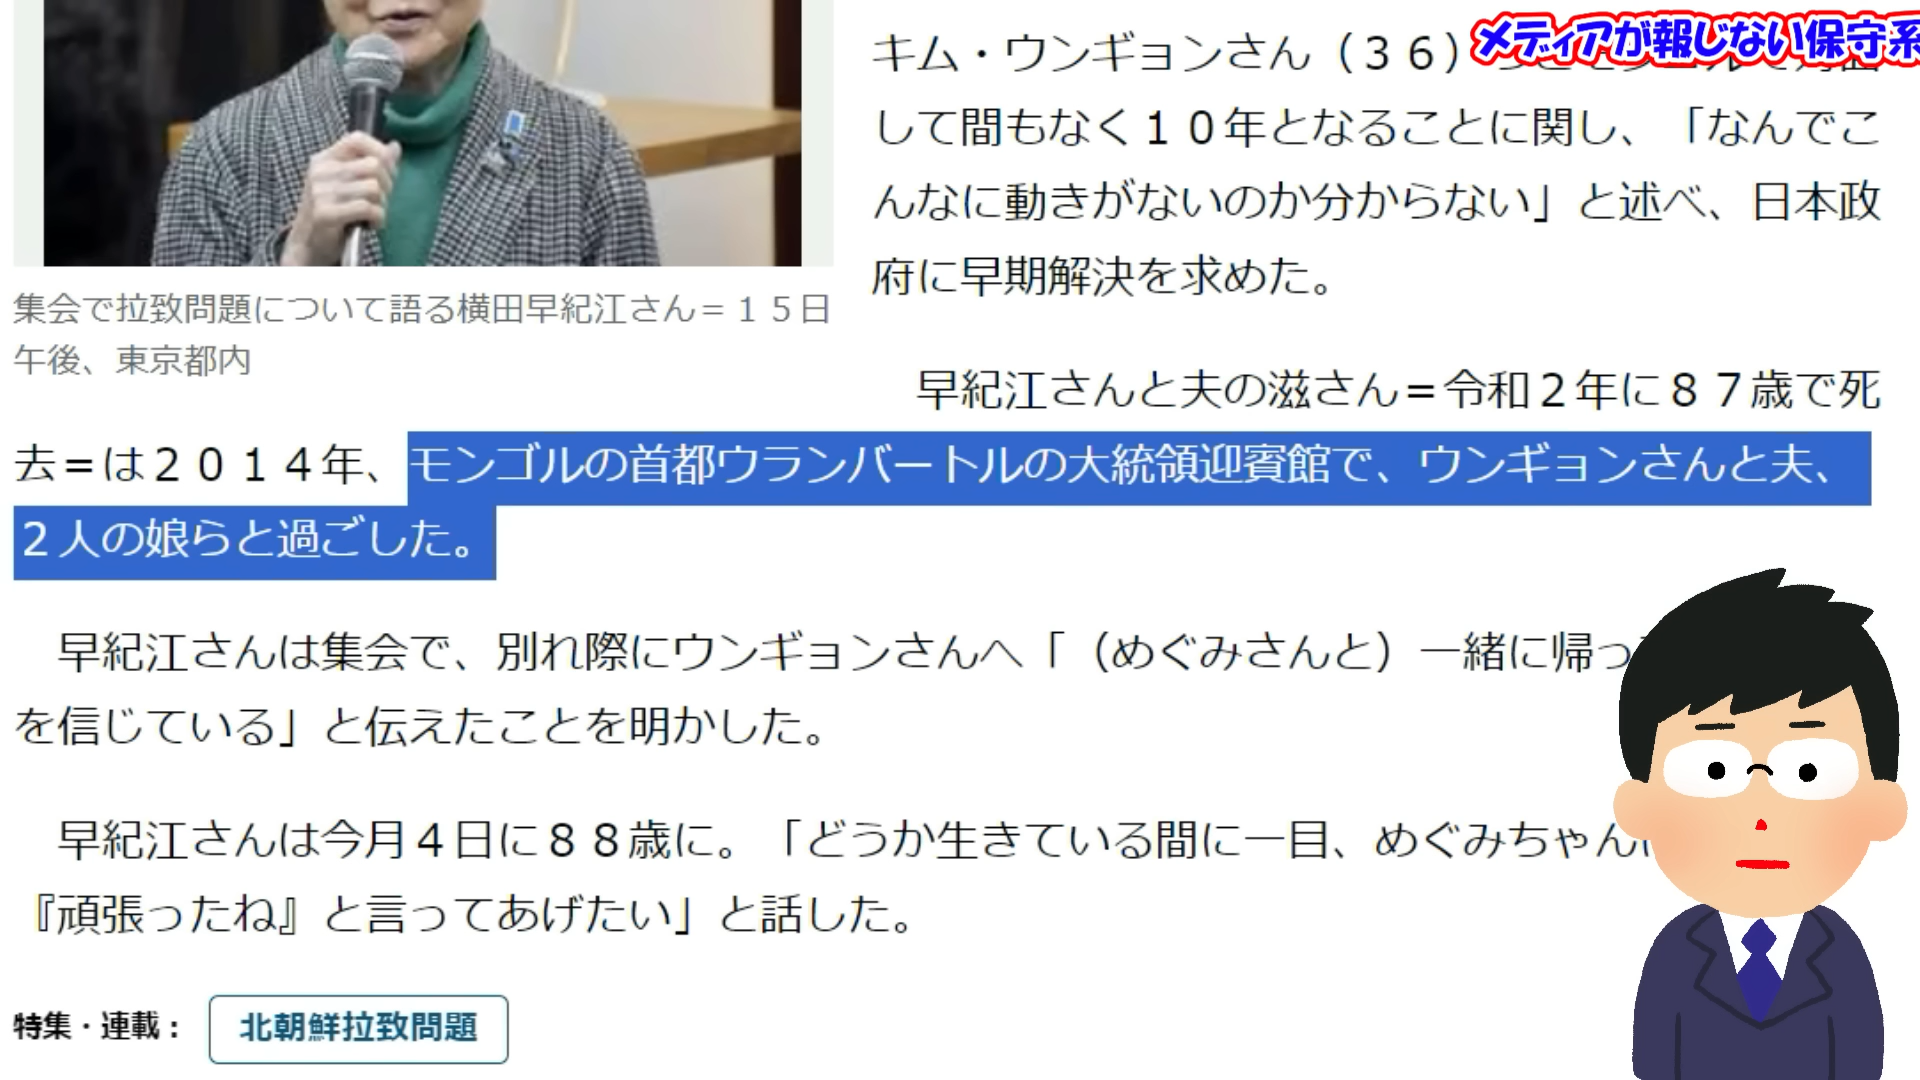 メディアが報じない保守系
キム・ウンギョンさん（３６）
して間もなく１０年となることに関し、「なんでこ
んなに動きがないのか分からない」と述べ、日本政
府に早期解決を求めた。
集会で拉致問題について語る横田早紀江さん＝１５日
午後、東京都内
早紀江さんと夫の滋さん＝令和２年に８７歳で死
去＝は２０１４年、モンゴルの首都ウランバートルの大統領迎賓館で、ウンギョンさんと夫、
２人の娘らと過ごした。
早紀江さんは集会で、別れ際にウンギョンさんへ「（めぐみさんと）一緒に帰っ
を信じている」と伝えたことを明かした。
早紀江さんは今月４日に８８歳に。「どうか生きている間に一目、めぐみちゃん
『頑張ったね』と言ってあげたい」と話した。
特集・連載：
北朝鮮拉致問題